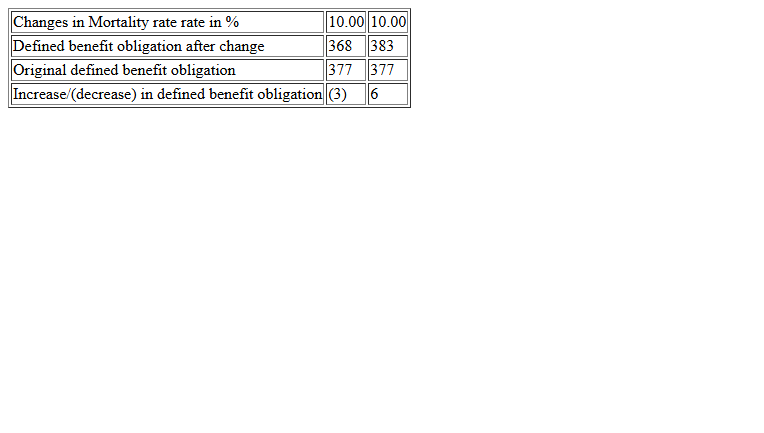 Changes in Mortality rate rate in % 10.00 10.00
Defined benefit obligation after change 368 383
Original defined benefit obligation 377 377
Increase/(decrease) in defined benefit obligation (3) 6